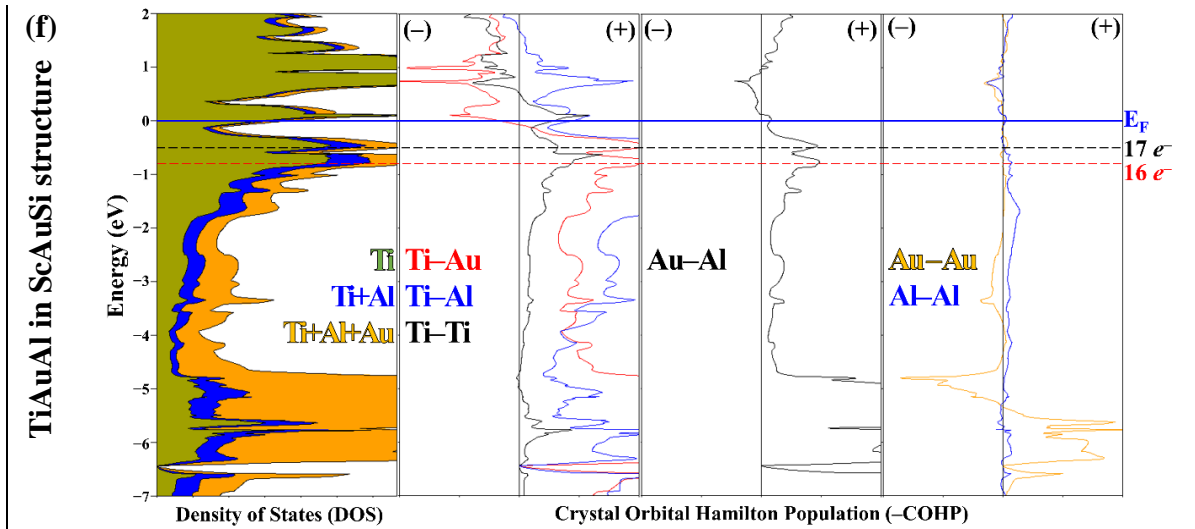 (f)
TiAuAl in ScAuSi structure
Energy (eV)
2
1
0
−1
−2
−3
−4
−5
−6
−7
(−) (+)
(−) (+)
(−) (+)
E_F
17 e⁻
16 e⁻
Ti
Ti+Al
Ti+Al+Au
Ti−Au
Ti−Al
Ti−Ti
Au−Al
Au−Au
Al−Al
Density of States (DOS)
Crystal Orbital Hamilton Population (−COHP)